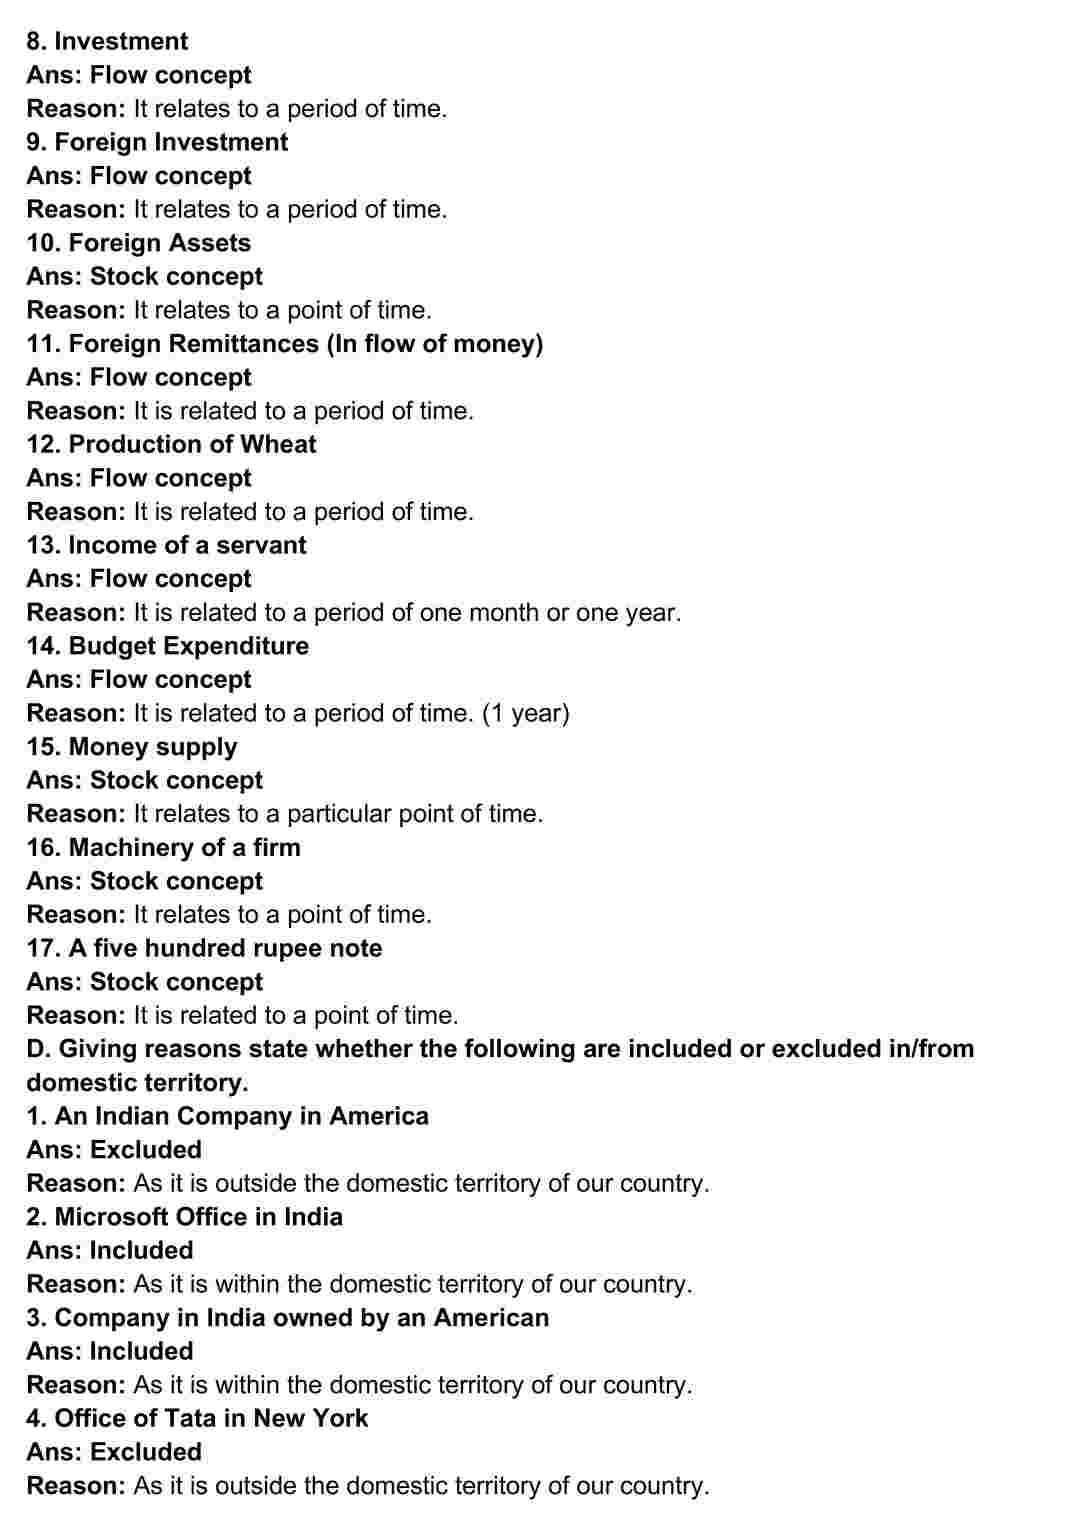 8. Investment
Ans: Flow concept
Reason: It relates to a period of time.
9. Foreign Investment
Ans: Flow concept
Reason: It relates to a period of time.
10. Foreign Assets
Ans: Stock concept
Reason: It relates to a point of time.
11. Foreign Remittances (In flow of money)
Ans: Flow concept
Reason: It is related to a period of time.
12. Production of Wheat
Ans: Flow concept
Reason: It is related to a period of time.
13. Income of a servant
Ans: Flow concept
Reason: It is related to a period of one month or one year.
14. Budget Expenditure
Ans: Flow concept
Reason: It is related to a period of time. (1 year)
15. Money supply
Ans: Stock concept
Reason: It relates to a particular point of time.
16. Machinery of a firm
Ans: Stock concept
Reason: It relates to a point of time.
17. A five hundred rupee note
Ans: Stock concept
Reason: It is related to a point of time.
D. Giving reasons state whether the following are included or excluded in/from
domestic territory.
1. An Indian Company in America
Ans: Excluded
Reason: As it is outside the domestic territory of our country.
2. Microsoft Office in India
Ans: Included
Reason: As it is within the domestic territory of our country.
3. Company in India owned by an American
Ans: Included
Reason: As it is within the domestic territory of our country.
4. Office of Tata in New York
Ans: Excluded
Reason: As it is outside the domestic territory of our country.